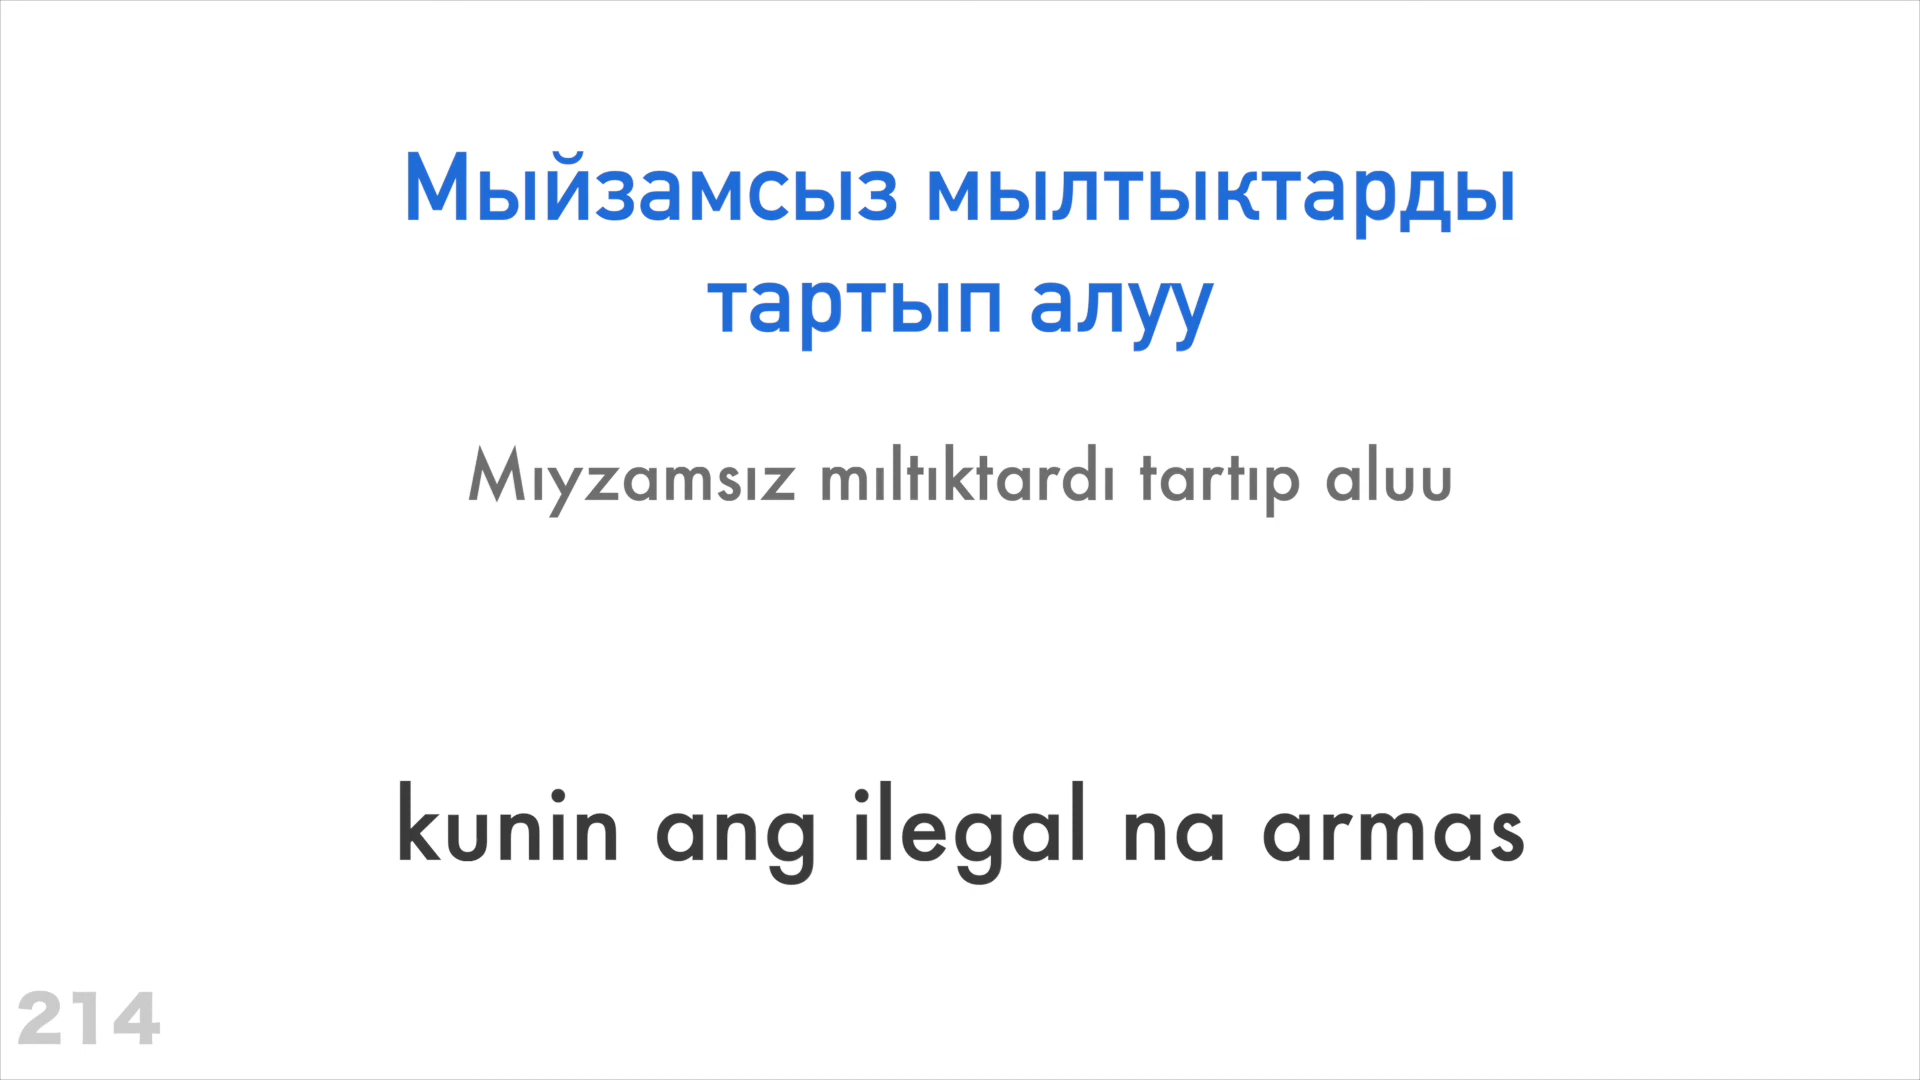 Мыйзамсыз мылтыктарды
тартып алуу
Mıyzamsız mıltıktardı tartıp aluu
kunin ang ilegal na armas
214